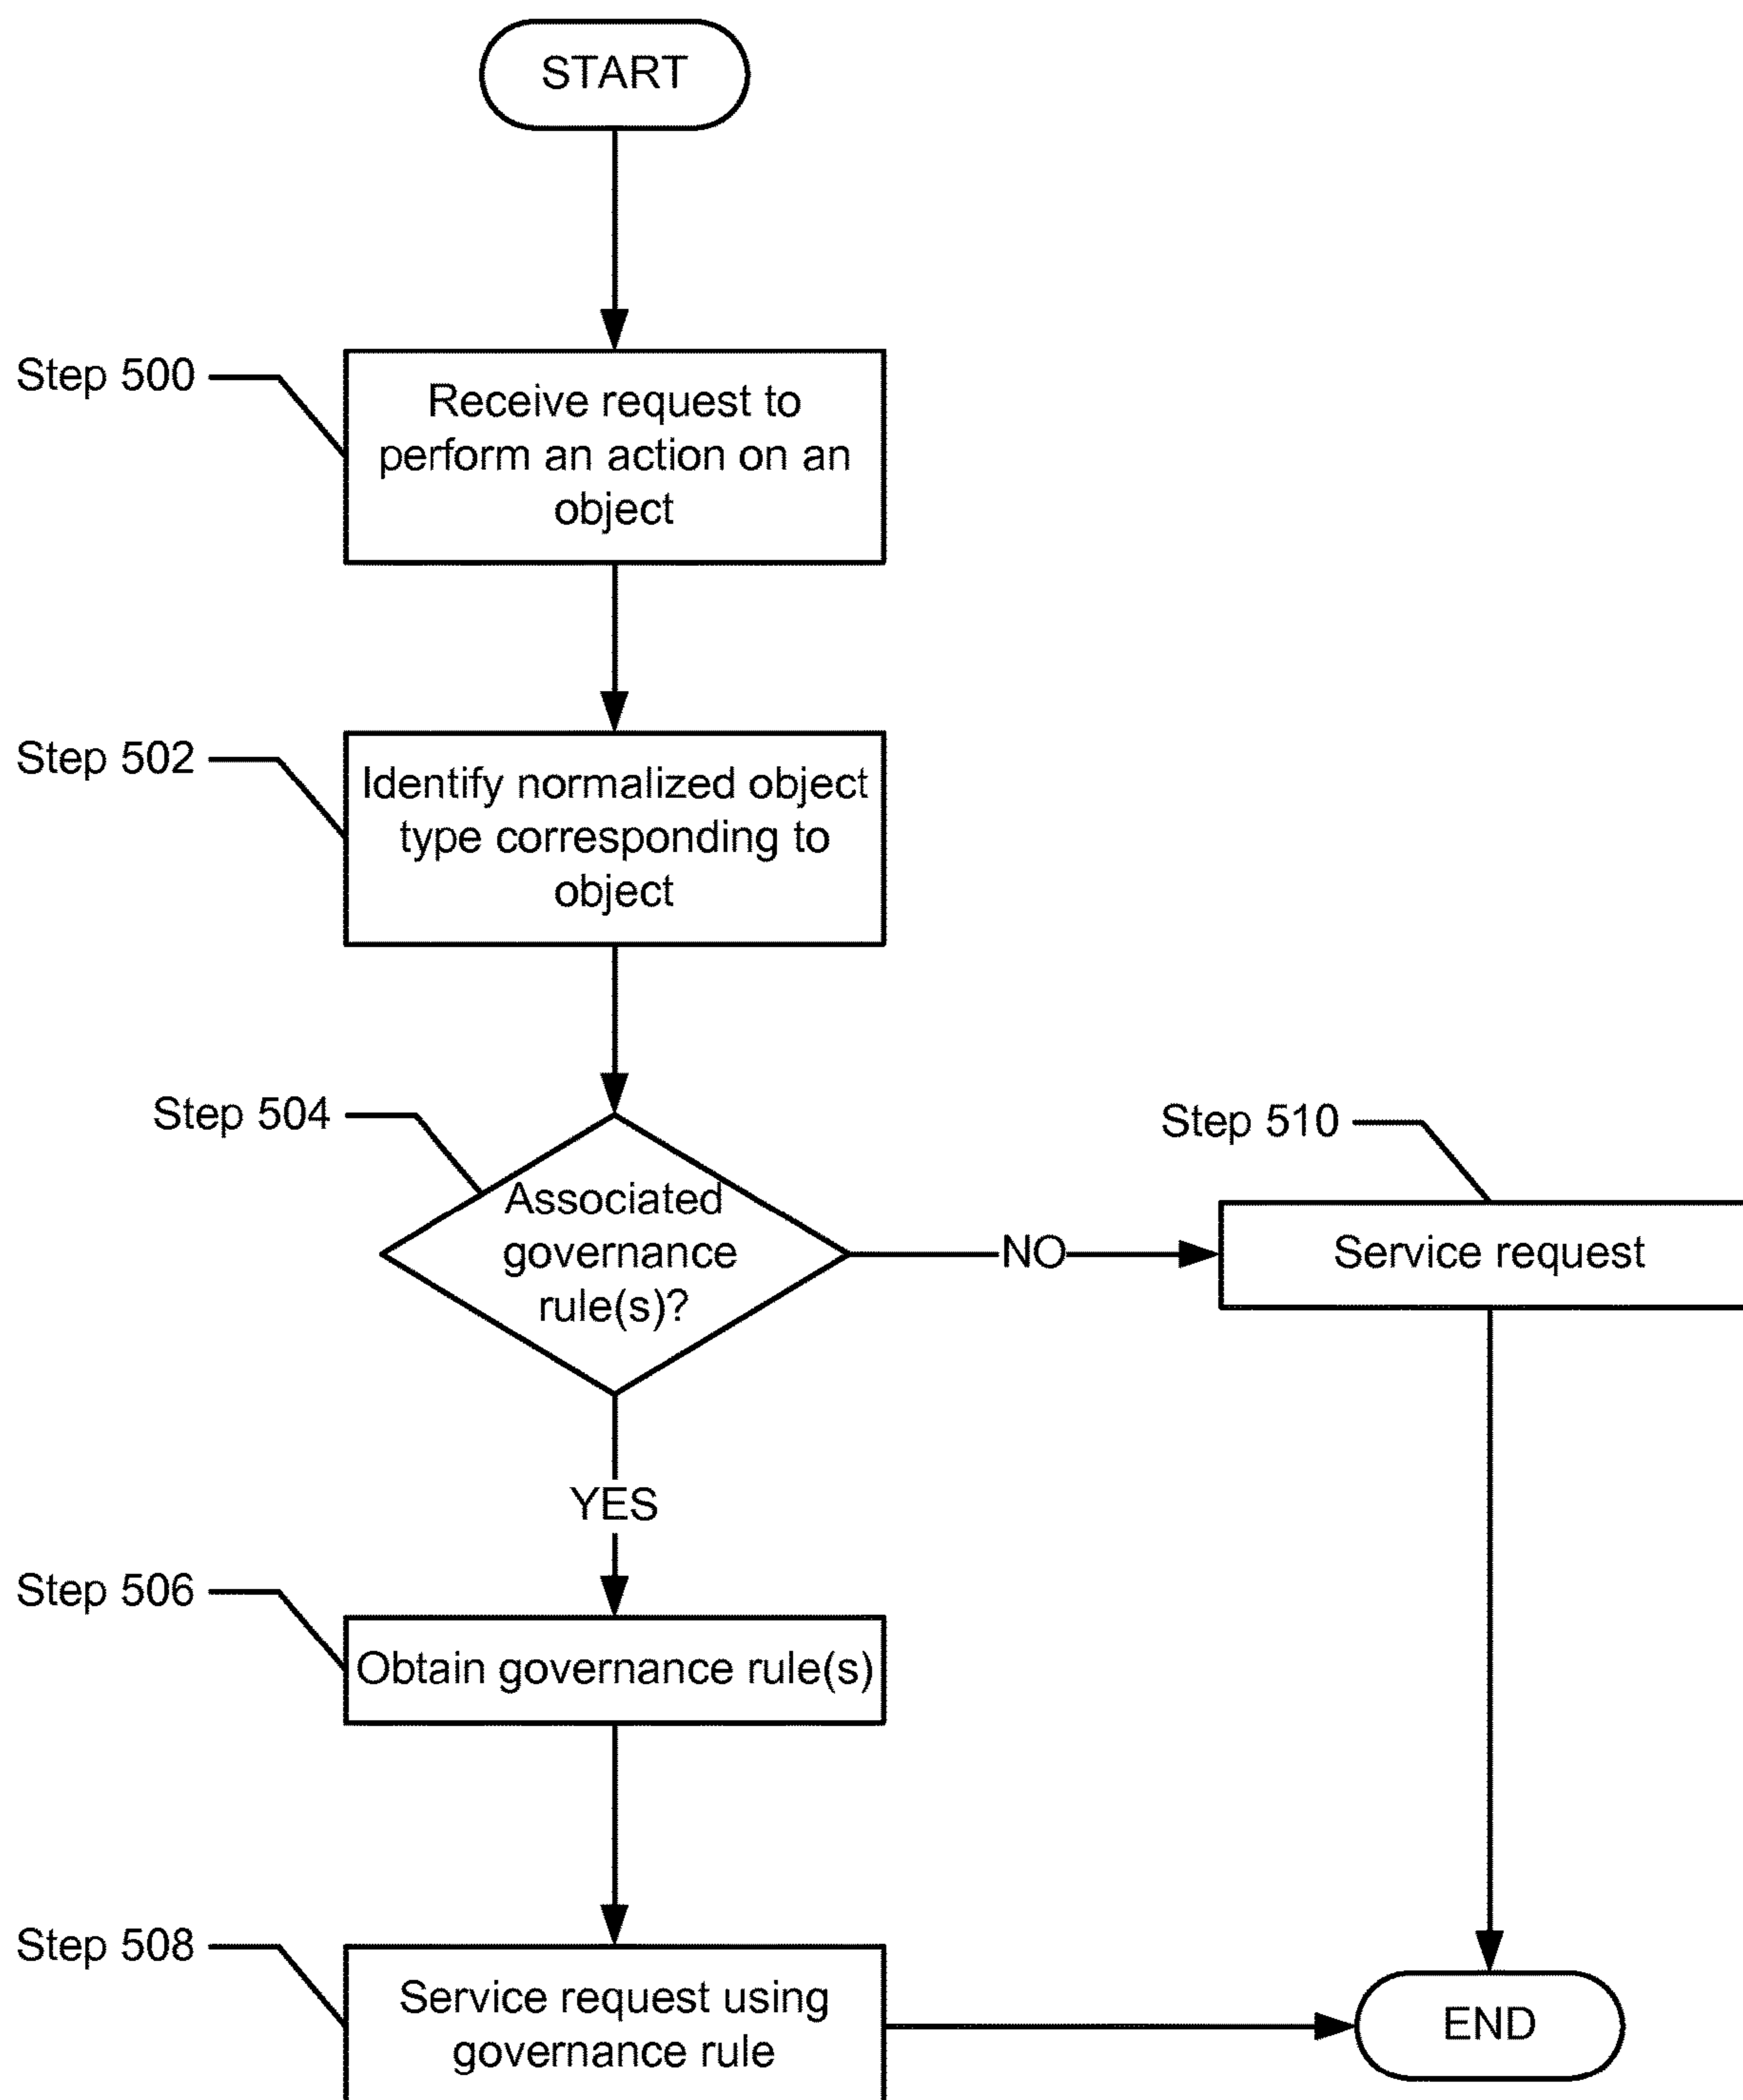 START
Step 500
Receive request to
perform an action on an
object
Step 502
Identify normalized object
type corresponding to
object
Step 504
Associated
governance
rule(s)?
NO
Step 510
Service request
YES
Step 506
Obtain governance rule(s)
Step 508
Service request using
governance rule
END